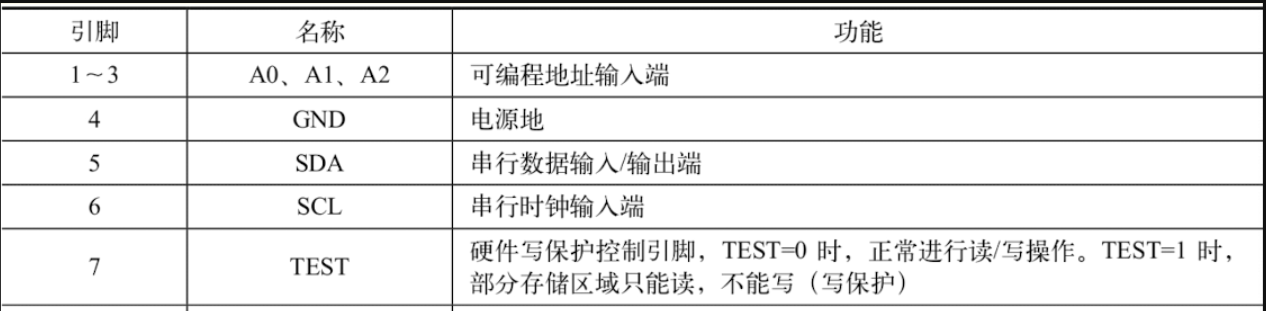 引脚 名称 功能
1～3 A0、A1、A2 可编程地址输入端
4 GND 电源地
5 SDA 串行数据输入/输出端
6 SCL 串行时钟输入端
7 TEST 硬件写保护控制引脚，TEST=0 时，正常进行读/写操作。TEST=1 时，
部分存储区域只能读，不能写（写保护）